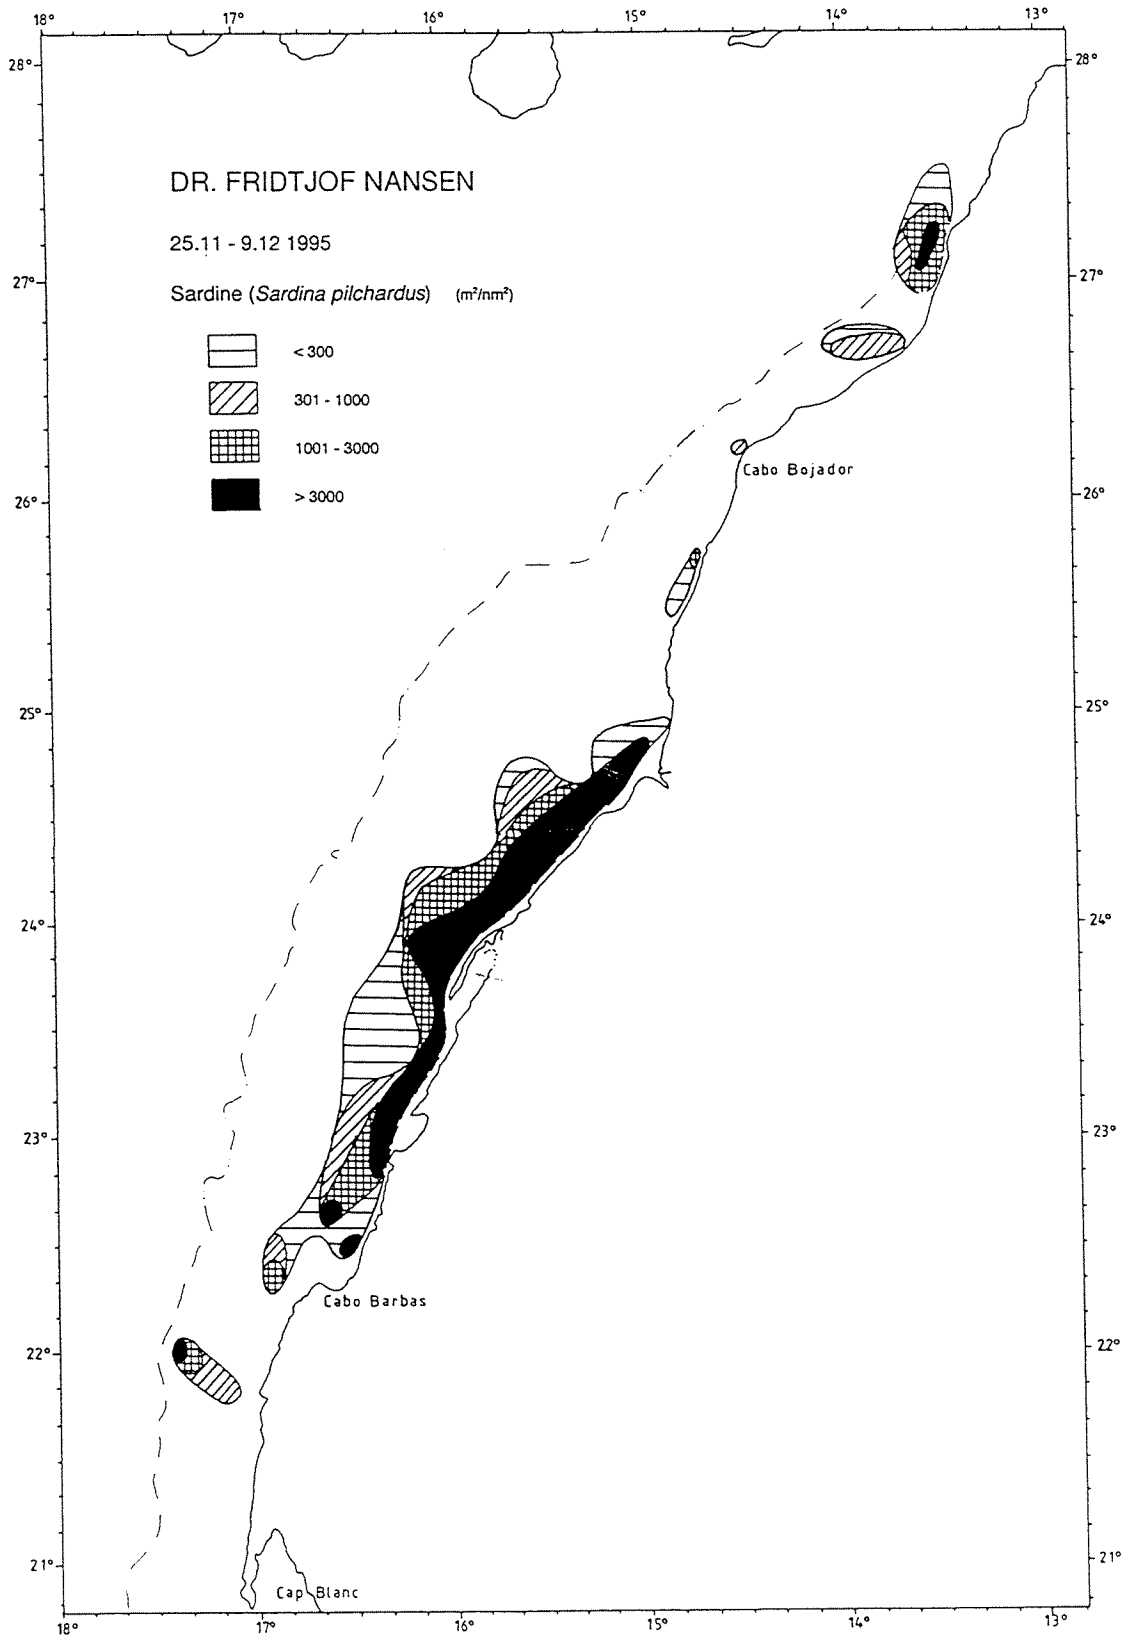 18° 17° 16° 15° 14° 13°
28° 28°
DR. FRIDTJOF NANSEN
25.11 - 9.12 1995
27° 27°
Sardine (Sardina pilchardus) (m²/nm²)
< 300
301 - 1000
1001 - 3000
Cabo Bojador
> 3000
26° 26°
25° 25°
24° 24°
23° 23°
Cabo Barbas
22° 22°
21° 21°
Cap Blanc
18° 17° 16° 15° 14° 13°